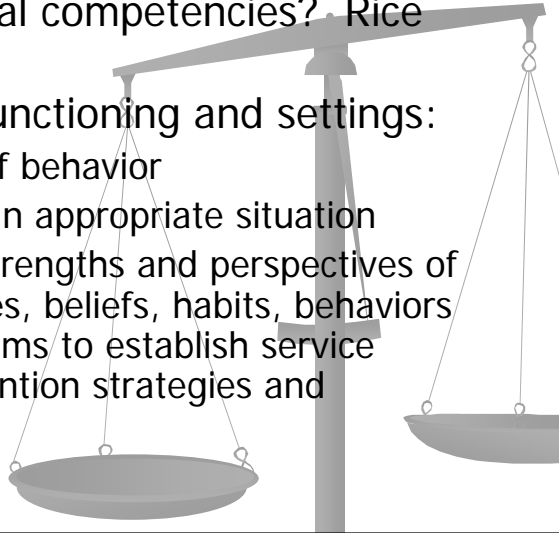 al competencies? Rice
unctioning and settings:
f behavior
n appropriate situation
rengths and perspectives of
es, beliefs, habits, behaviors
ms to establish service
ntion strategies and